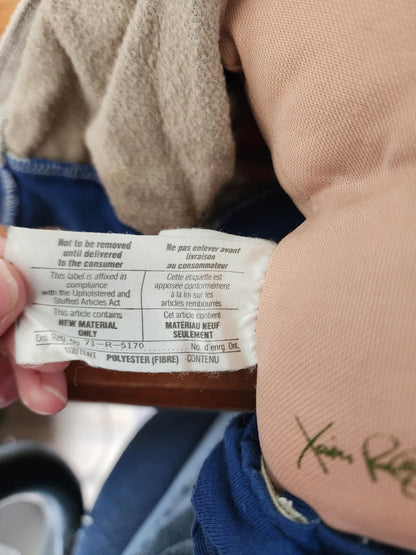 Not to be removed
until delivered
to the consumer
Ne pas enlever avant
livraison
au consommateur
This label is affixed in
compliance
with the Upholstered and
Stuffed Articles Act
Cette étiquette est
apposée conformément
à la loi sur les
articles rembourrés
This article contains
NEW MATERIAL
ONLY
Cet article contient
MATÉRIAU NEUF
SEULEMENT
Ont. Reg. No. 71-R-5170 No. d'enrg. Ont.
CONTENT POLYESTER (FIBRE) CONTENU
Xavier